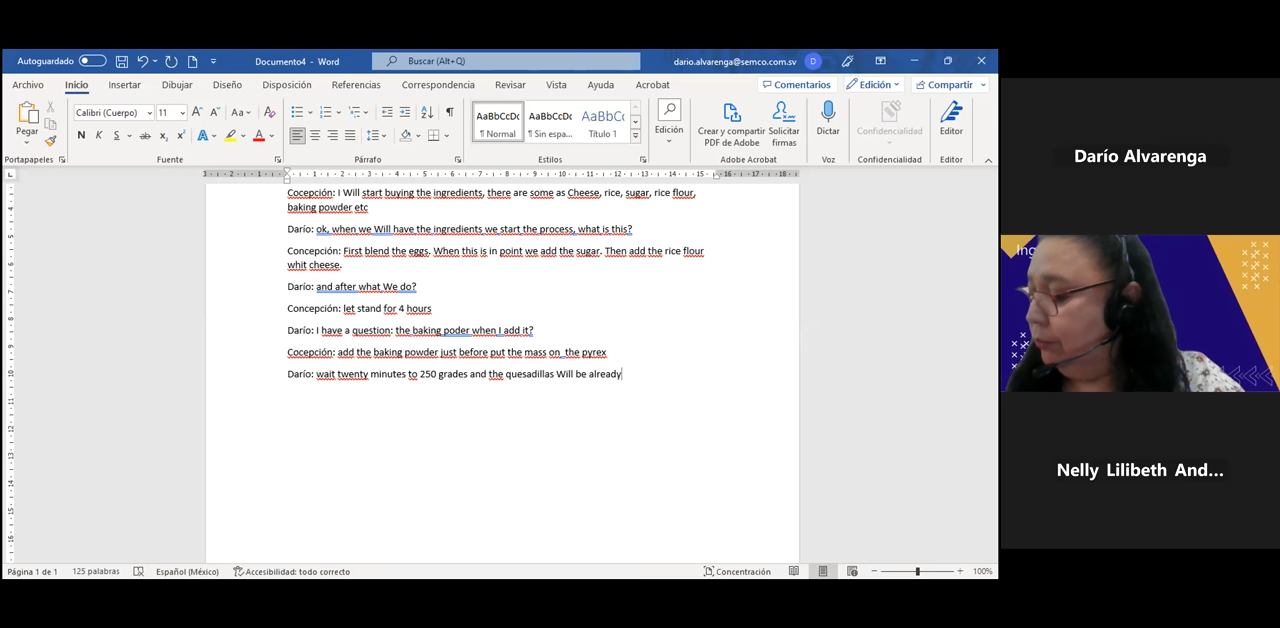 Autoguardado
Documento4 - Word
Buscar (Alt+Q)
dario.alvarenga@semco.com.sv
D
Archivo Inicio Insertar Dibujar Diseño Disposición Referencias Correspondencia Revisar Vista Ayuda Acrobat
Comentarios Edición Compartir
Pegar
Calibri (Cuerpo) 11
N K S ab
AaBbCcDc AaBbCcDc AaBbCc
¶ Normal ¶ Sin espa... Título 1
Edición
Crear y compartir PDF de Adobe
Solicitar firmas
Dictar
Confidencialidad
Editor
Portapapeles Fuente Párrafo Estilos Adobe Acrobat Voz Confidencialidad Editor
Cocepción: I Will start buying the ingredients, there are some as Cheese, rice, sugar, rice flour,
baking powder etc
Darío: ok, when we Will have the ingredients we start the process, what is this?
Concepción: First blend the eggs. When this is in point we add the sugar. Then add the rice flour
whit cheese.
Darío: and after what We do?
Concepción: let stand for 4 hours
Darío: I have a question: the baking poder when I add it?
Cocepción: add the baking powder just before put the mass on  the pyrex
Darío: wait twenty minutes to 250 grades and the quesadillas Will be already
Página 1 de 1 125 palabras Español (México) Accesibilidad: todo correcto
Concentración
100%
Darío Alvarenga
Ing
Nelly Lilibeth And...